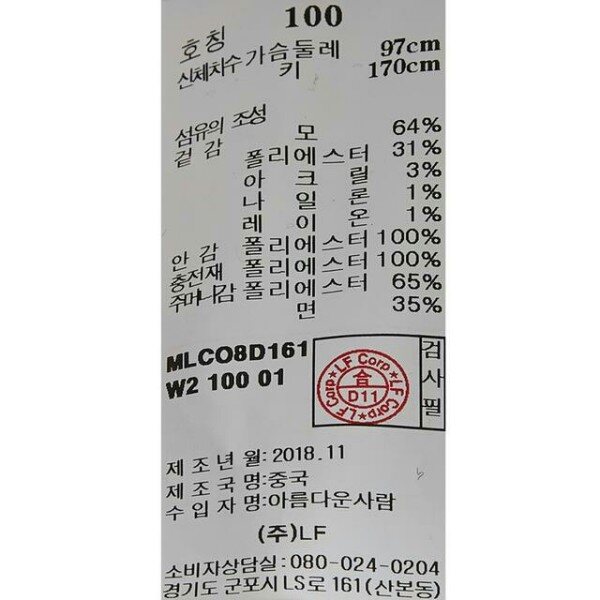 호칭 100
신체치수 가슴둘레 97cm
키 170cm
섬유의 조성
겉감 모 64%
폴리에스터 31%
아크릴 3%
나일론 1%
레이온 1%
안감 폴리에스터 100%
충전재 폴리에스터 100%
주머니감 폴리에스터 65%
면 35%
MLCO8D161
W2 100 01
LF Corp★LF Corp★LF Corp★
合
D11
검사필
제조년월: 2018.11
제조국명:중국
수입자명:아름다운사람
(주)LF
소비자상담실:080-024-0204
경기도 군포시 LS로 161(산본동)